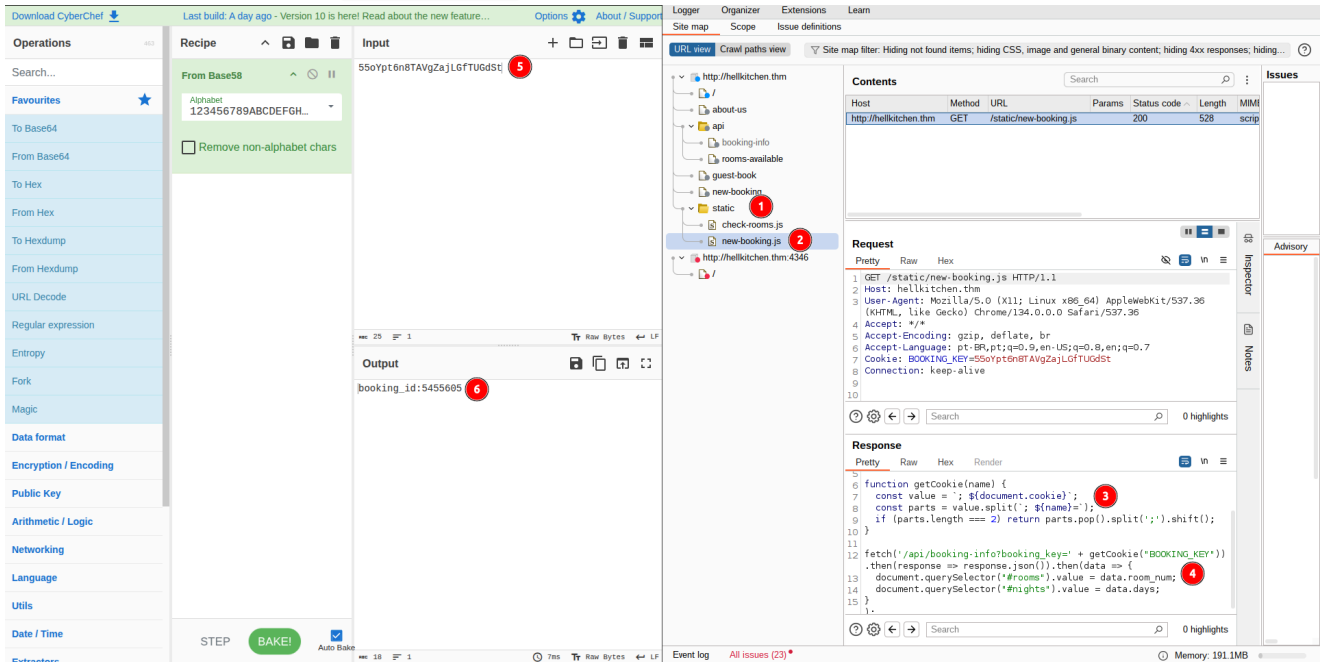 Download CyberChef
Last build: A day ago - Version 10 is here! Read about the new feature…
Options
About / Support
Operations
Search...
Favourites
To Base64
From Base64
To Hex
From Hex
To Hexdump
From Hexdump
URL Decode
Regular expression
Entropy
Fork
Magic
Data format
Encryption / Encoding
Public Key
Arithmetic / Logic
Networking
Language
Utils
Date / Time
Extractors
Recipe
From Base58
Alphabet
123456789ABCDEFGH…
Remove non-alphabet chars
STEP
BAKE!
Auto Bake
Input
55oYpt6n8TAVgZajLGfTUGdSt
5
25
1
Raw Bytes
LF
Output
booking_id:5455605
6
18
1
7ms
Raw Bytes
LF
Logger
Organizer
Extensions
Learn
Site map
Scope
Issue definitions
URL view
Crawl paths view
Site map filter: Hiding not found items; hiding CSS, image and general binary content; hiding 4xx responses; hiding…
http://hellkitchen.thm
/
about-us
api
booking-info
rooms-available
guest-book
new-booking
static
1
check-rooms.js
new-booking.js
2
http://hellkitchen.thm:4346
/
Contents
Search
Host Method URL Params Status code Length MIME
http://hellkitchen.thm GET /static/new-booking.js 200 528 scrip
Issues
Advisory
Request
Pretty Raw Hex
\n
1 GET /static/new-booking.js HTTP/1.1
2 Host: hellkitchen.thm
3 User-Agent: Mozilla/5.0 (X11; Linux x86_64) AppleWebKit/537.36
(KHTML, like Gecko) Chrome/134.0.0.0 Safari/537.36
4 Accept: */*
5 Accept-Encoding: gzip, deflate, br
6 Accept-Language: pt-BR,pt;q=0.9,en-US;q=0.8,en;q=0.7
7 Cookie: BOOKING_KEY=55oYpt6n8TAVgZajLGfTUGdSt
8 Connection: keep-alive
9
10
Search
0 highlights
Inspector
Notes
Response
Pretty Raw Hex Render
\n
5
6 function getCookie(name) {
7 const value = `; ${document.cookie}`;
3
8 const parts = value.split(`; ${name}=`);
9 if (parts.length === 2) return parts.pop().split(';').shift();
10 }
11
12 fetch('/api/booking-info?booking_key=' + getCookie("BOOKING_KEY"))
.then(response => response.json()).then(data => {
13 document.querySelector("#rooms").value = data.room_num;
4
14 document.querySelector("#nights").value = data.days;
15 }
);
Search
0 highlights
Event log
All issues (23)
Memory: 191.1MB